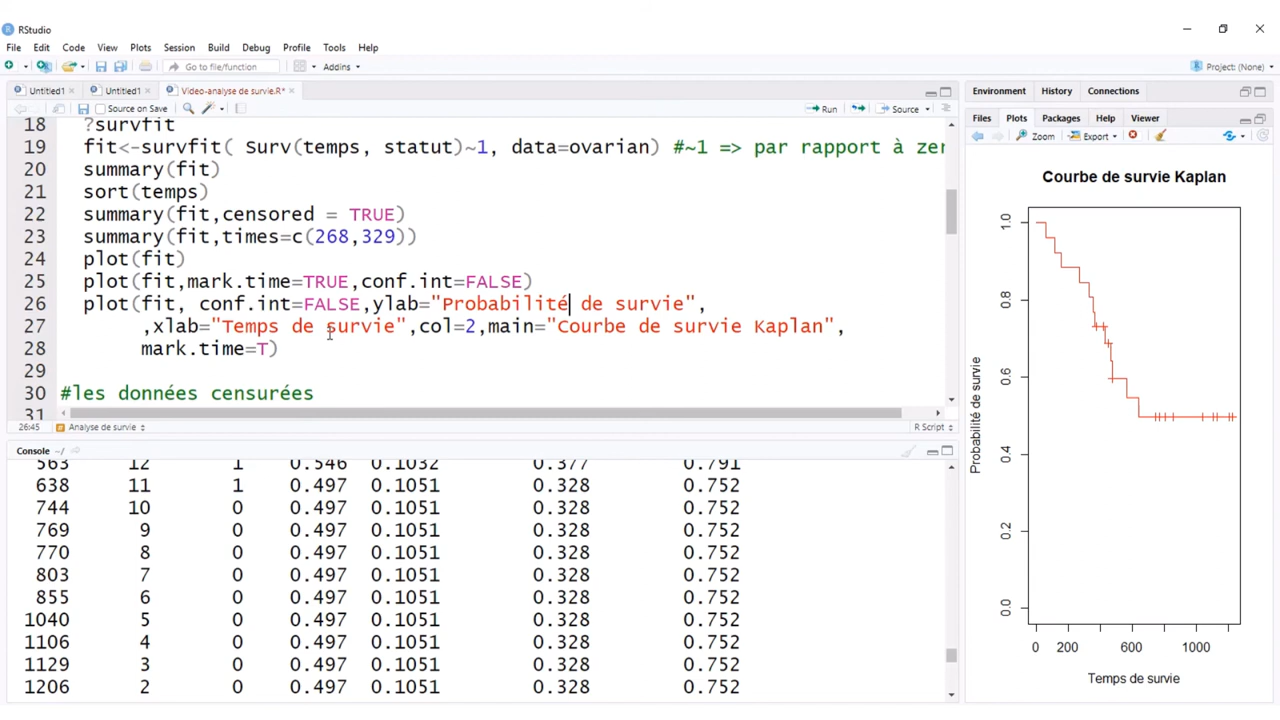 RStudio
File Edit Code View Plots Session Build Debug Profile Tools Help
Go to file/function Addins Project: (None)
Untitled1 Untitled1 Video-analyse de survie.R*
Source on Save Run Source
18 ?survfit
19 fit<-survfit( Surv(temps, statut)~1, data=ovarian) #~1 => par rapport à zer
20 summary(fit)
21 sort(temps)
22 summary(fit,censored = TRUE)
23 summary(fit,times=c(268,329))
24 plot(fit)
25 plot(fit,mark.time=TRUE,conf.int=FALSE)
26 plot(fit, conf.int=FALSE,ylab="Probabilité de survie",
27 ,xlab="Temps de survie",col=2,main="Courbe de survie Kaplan",
28 mark.time=T)
29
30 #les données censurées
31
26:45 Analyse de survie R Script
Console ~/
563 12 1 0.546 0.1032 0.377 0.791
638 11 1 0.497 0.1051 0.328 0.752
744 10 0 0.497 0.1051 0.328 0.752
769 9 0 0.497 0.1051 0.328 0.752
770 8 0 0.497 0.1051 0.328 0.752
803 7 0 0.497 0.1051 0.328 0.752
855 6 0 0.497 0.1051 0.328 0.752
1040 5 0 0.497 0.1051 0.328 0.752
1106 4 0 0.497 0.1051 0.328 0.752
1129 3 0 0.497 0.1051 0.328 0.752
1206 2 0 0.497 0.1051 0.328 0.752
Environment History Connections
Files Plots Packages Help Viewer
Zoom Export
Courbe de survie Kaplan
Probabilité de survie
1.0
0.8
0.6
0.4
0.2
0.0
0 200 600 1000
Temps de survie